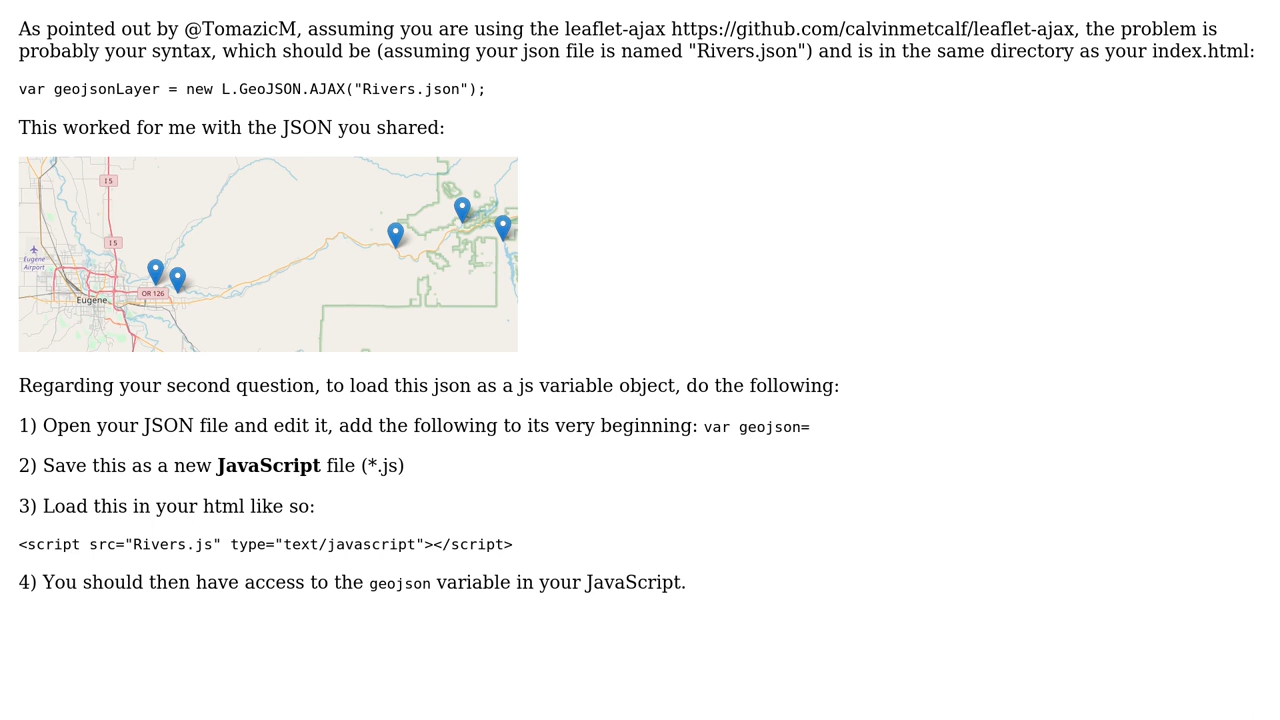 As pointed out by @TomazicM, assuming you are using the leaflet-ajax https://github.com/calvinmetcalf/leaflet-ajax, the problem is
probably your syntax, which should be (assuming your json file is named "Rivers.json") and is in the same directory as your index.html:
var geojsonLayer = new L.GeoJSON.AJAX("Rivers.json");
This worked for me with the JSON you shared:
I 5
I 5
Eugene
Airport
OR 126
Eugene
Regarding your second question, to load this json as a js variable object, do the following:
1) Open your JSON file and edit it, add the following to its very beginning: var geojson=
2) Save this as a new JavaScript file (*.js)
3) Load this in your html like so:
<script src="Rivers.js" type="text/javascript"></script>
4) You should then have access to the geojson variable in your JavaScript.